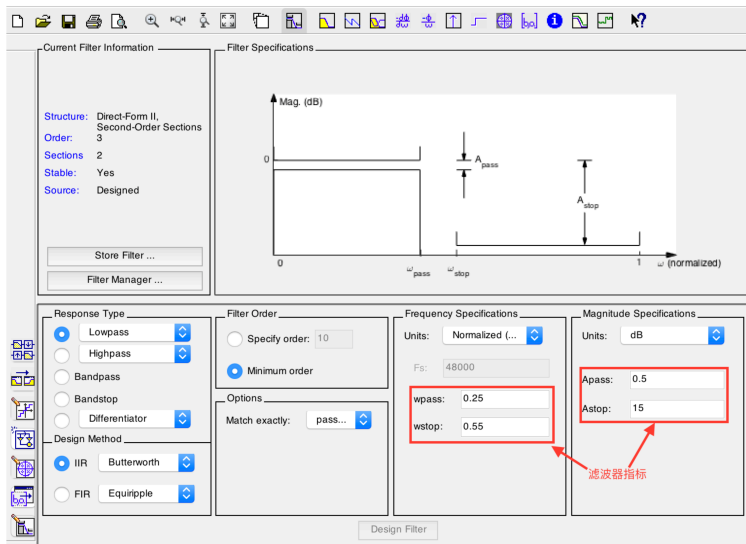 [b,a]
i
Current Filter Information
Structure: Direct-Form II,
Second-Order Sections
Order: 3
Sections 2
Stable: Yes
Source: Designed
Store Filter ...
Filter Manager ...
Filter Specifications
Mag. (dB)
0
A pass
A stop
0
ω pass
ω stop
1
ω (normalized)
Response Type
Lowpass
Highpass
Bandpass
Bandstop
Differentiator
Design Method
IIR Butterworth
FIR Equiripple
Filter Order
Specify order: 10
Minimum order
Options
Match exactly: pass...
Frequency Specifications
Units: Normalized (...
Fs: 48000
wpass: 0.25
wstop: 0.55
Magnitude Specifications
Units: dB
Apass: 0.5
Astop: 15
滤波器指标
Design Filter